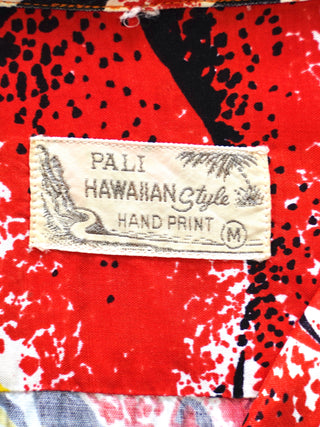 PALI
HAWAIIAN Style
HAND PRINT M